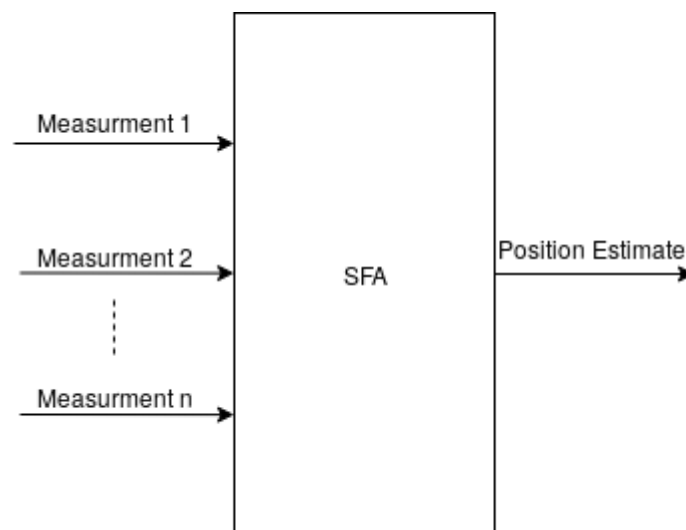 Measurment 1
Measurment 2
SFA
Position Estimate
Measurment n